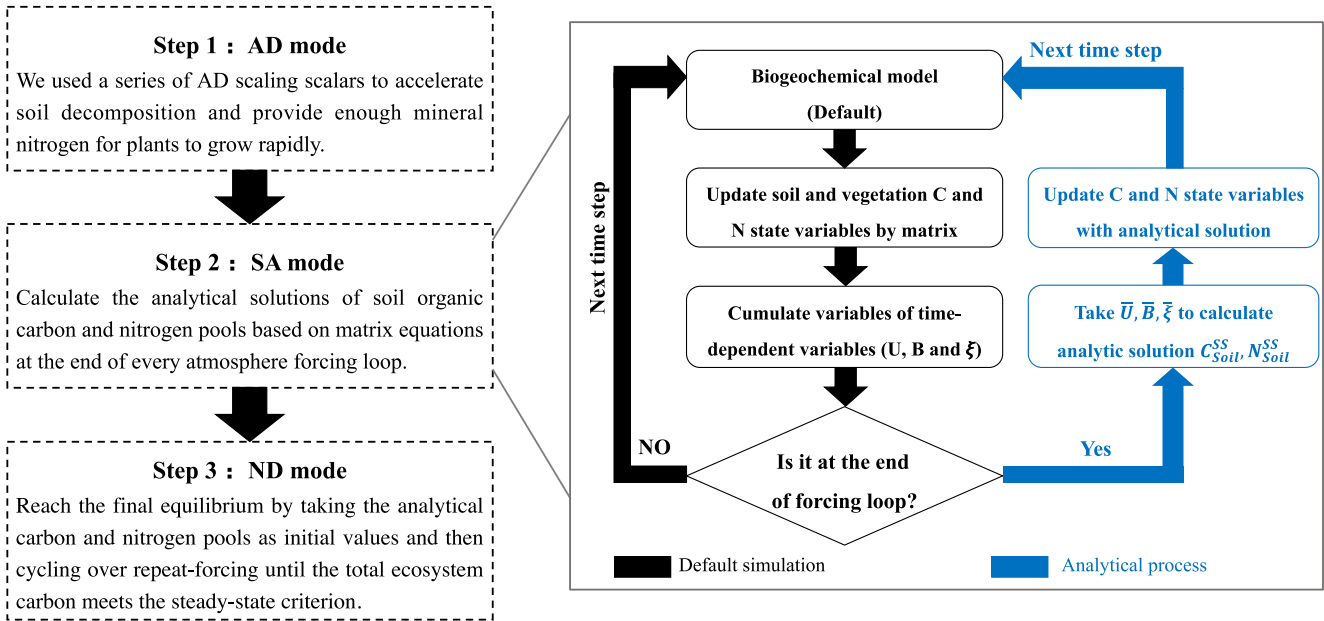 Step 1：AD mode
We used a series of AD scaling scalars to accelerate
soil decomposition and provide enough mineral
nitrogen for plants to grow rapidly.
Step 2：SA mode
Calculate the analytical solutions of soil organic
carbon and nitrogen pools based on matrix equations
at the end of every atmosphere forcing loop.
Step 3：ND mode
Reach the final equilibrium by taking the analytical
carbon and nitrogen pools as initial values and then
cycling over repeat-forcing until the total ecosystem
carbon meets the steady-state criterion.
Next time step
Biogeochemical model
(Default)
Update soil and vegetation C and
N state variables by matrix
Cumulate variables of time-
dependent variables (U, B and ξ)
Is it at the end
of forcing loop?
NO
Yes
Next time step
Update C and N state variables
with analytical solution
Take U̅, B̅, ξ̅ to calculate
analytic solution C_Soil^SS, N_Soil^SS
Default simulation
Analytical process